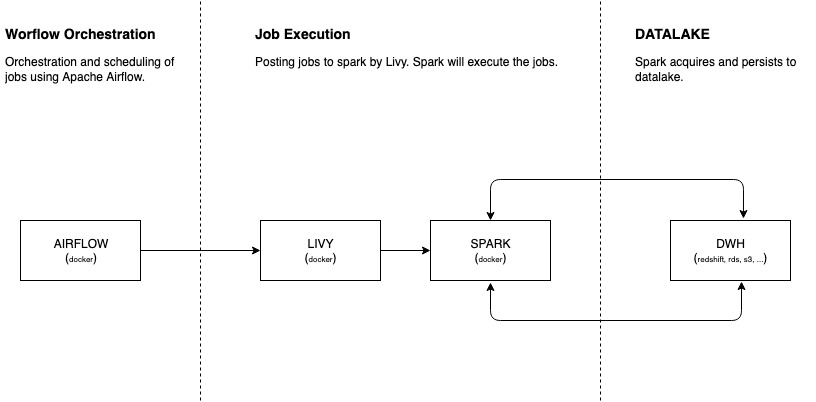 Worflow Orchestration
Orchestration and scheduling of
jobs using Apache Airflow.
Job Execution
Posting jobs to spark by Livy. Spark will execute the jobs.
DATALAKE
Spark acquires and persists to
datalake.
AIRFLOW
(docker)
LIVY
(docker)
SPARK
(docker)
DWH
(redshift, rds, s3, ...)